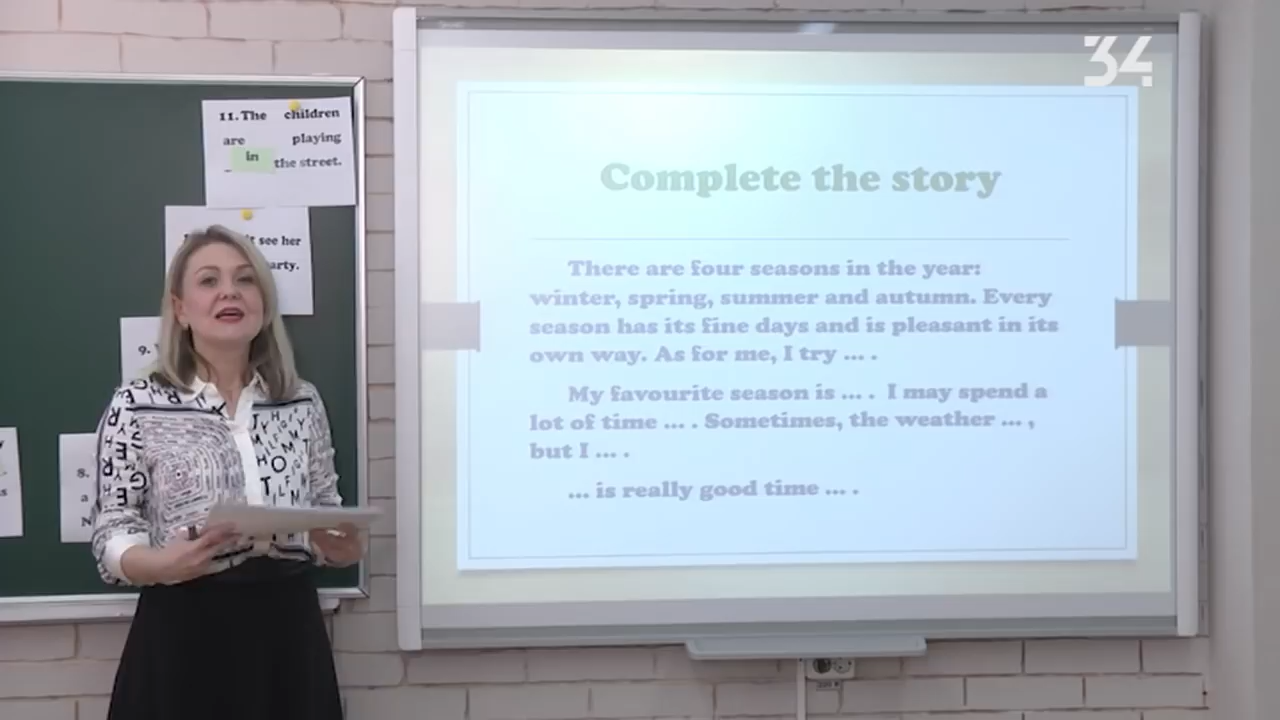 11. The children
are playing
in the street.
see her
arty.
9.
8.
a
N
s
34
Complete the story
There are four seasons in the year:
winter, spring, summer and autumn. Every
season has its fine days and is pleasant in its
own way. As for me, I try ... .
My favourite season is ... . I may spend a
lot of time ... . Sometimes, the weather ... ,
but I ... .
... is really good time ... .